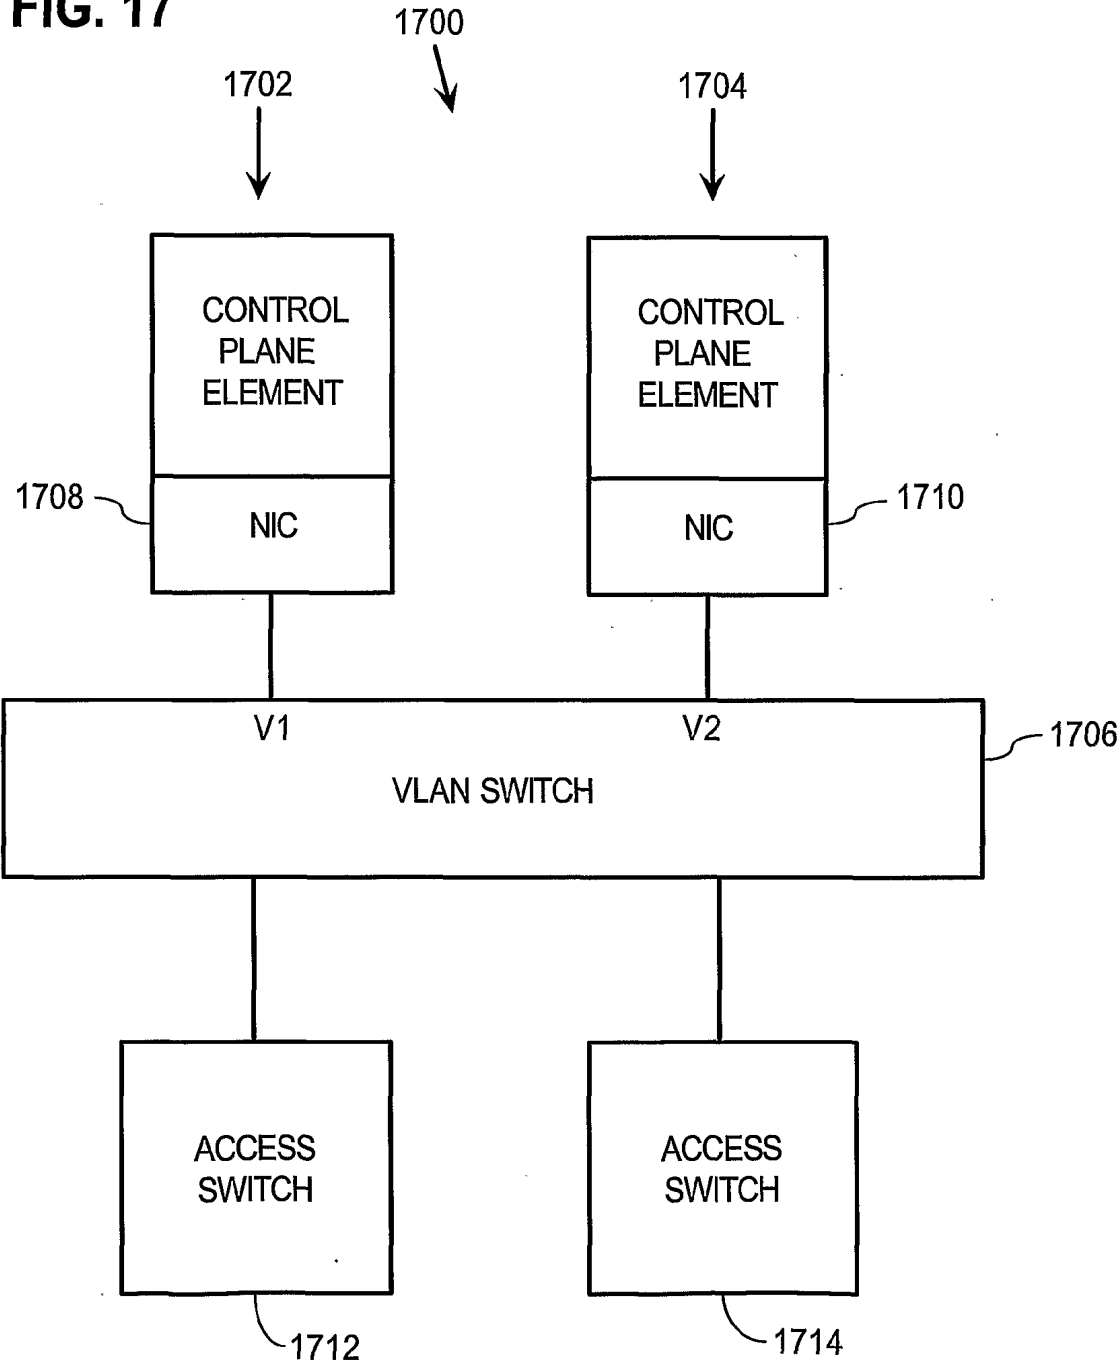 FIG. 17
1700
1702
1704
CONTROL
PLANE
ELEMENT
CONTROL
PLANE
ELEMENT
1708
NIC
NIC
1710
V1
V2
1706
VLAN SWITCH
ACCESS
SWITCH
ACCESS
SWITCH
1712
1714